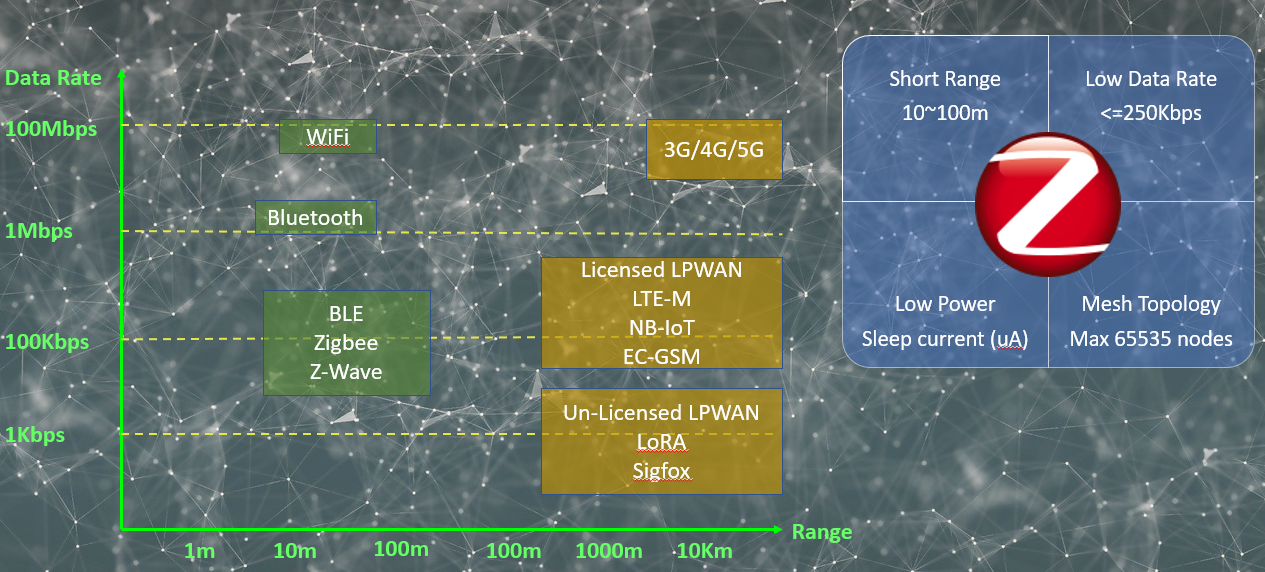 Data Rate
100Mbps
1Mbps
100Kbps
1Kbps
WiFi
Bluetooth
BLE
Zigbee
Z-Wave
3G/4G/5G
Licensed LPWAN
LTE-M
NB-IoT
EC-GSM
Un-Licensed LPWAN
LoRA
Sigfox
1m
10m
100m
100m
1000m
10Km
Range
Short Range
10~100m
Low Data Rate
<=250Kbps
Low Power
Sleep current (uA)
Mesh Topology
Max 65535 nodes